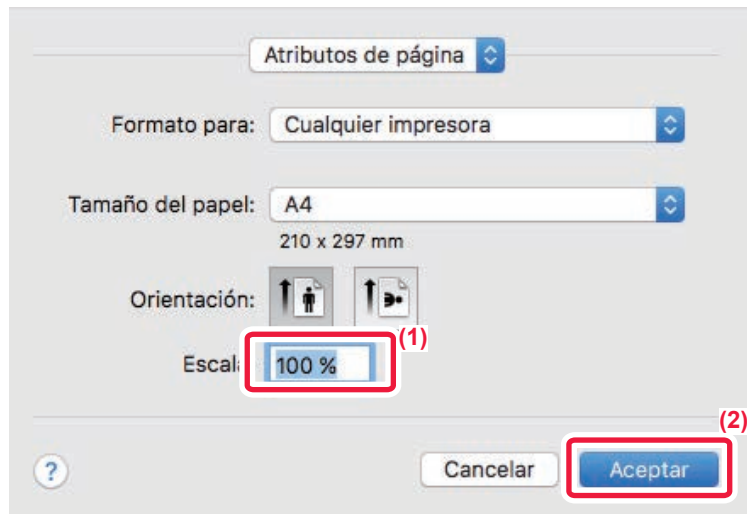 Atributos de página
Formato para: Cualquier impresora
Tamaño del papel: A4
210 x 297 mm
Orientación:
(1)
Escala 100 %
(2)
? Cancelar Aceptar